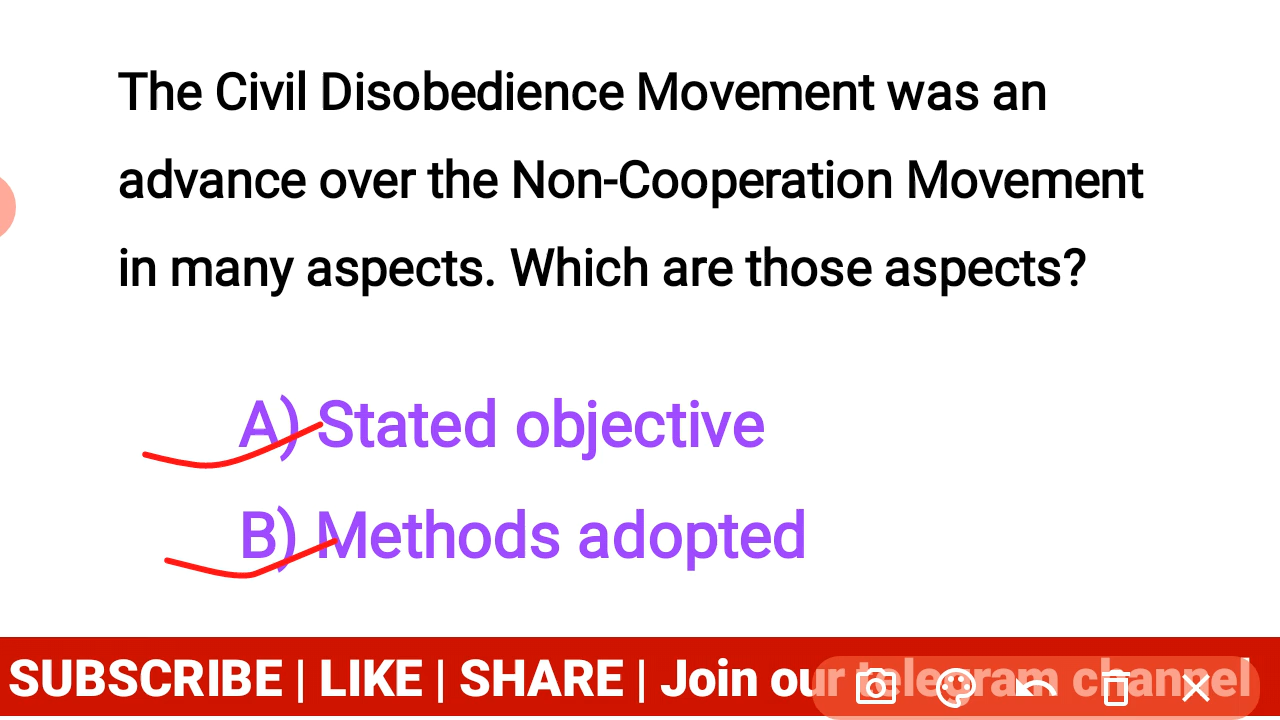 The Civil Disobedience Movement was an
advance over the Non-Cooperation Movement
in many aspects. Which are those aspects?
A) Stated objective
B) Methods adopted
SUBSCRIBE | LIKE | SHARE | Join our telegram channel